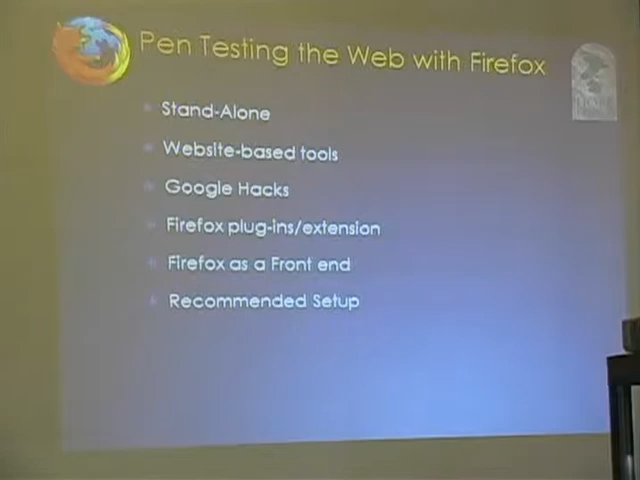 Pen Testing the Web with Firefox
Stand-Alone
Website-based tools
Google Hacks
Firefox plug-ins/extension
Firefox as a Front end
Recommended Setup